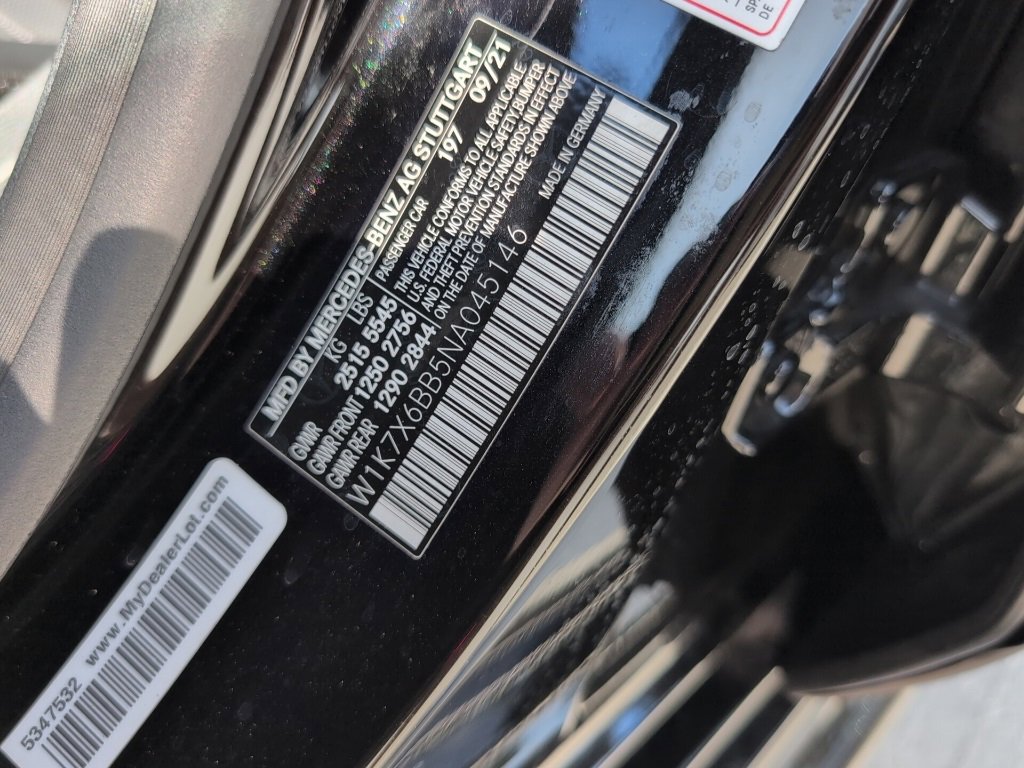 MFD BY MERCEDES-BENZ AG STUTTGART
KG LBS 197 09/21
GVWR 2515 5545 PASSENGER CAR
GAWR FRONT 1250 2756
GAWR REAR 1290 2844
THIS VEHICLE CONFORMS TO ALL APPLICABLE
U.S. FEDERAL MOTOR VEHICLE SAFETY,BUMPER
AND THEFT PREVENTION STANDARDS IN EFFECT
ON THE DATE OF MANUFACTURE SHOWN ABOVE
W1K7X6BB5NA045146 MADE IN GERMANY
5347532 www.MyDealerLot.com
DE